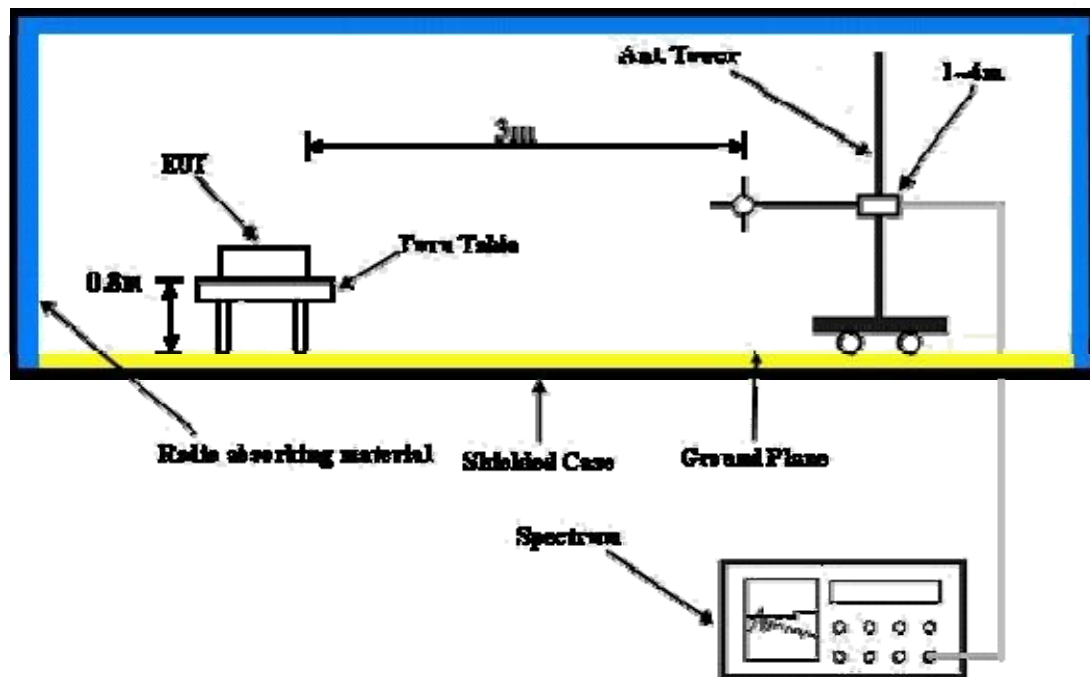 Ant. Tower
1-4m
3m
EUT
Turn Table
0.8m
Radio absorbing material
Shielded Case
Ground Plane
Spectrum